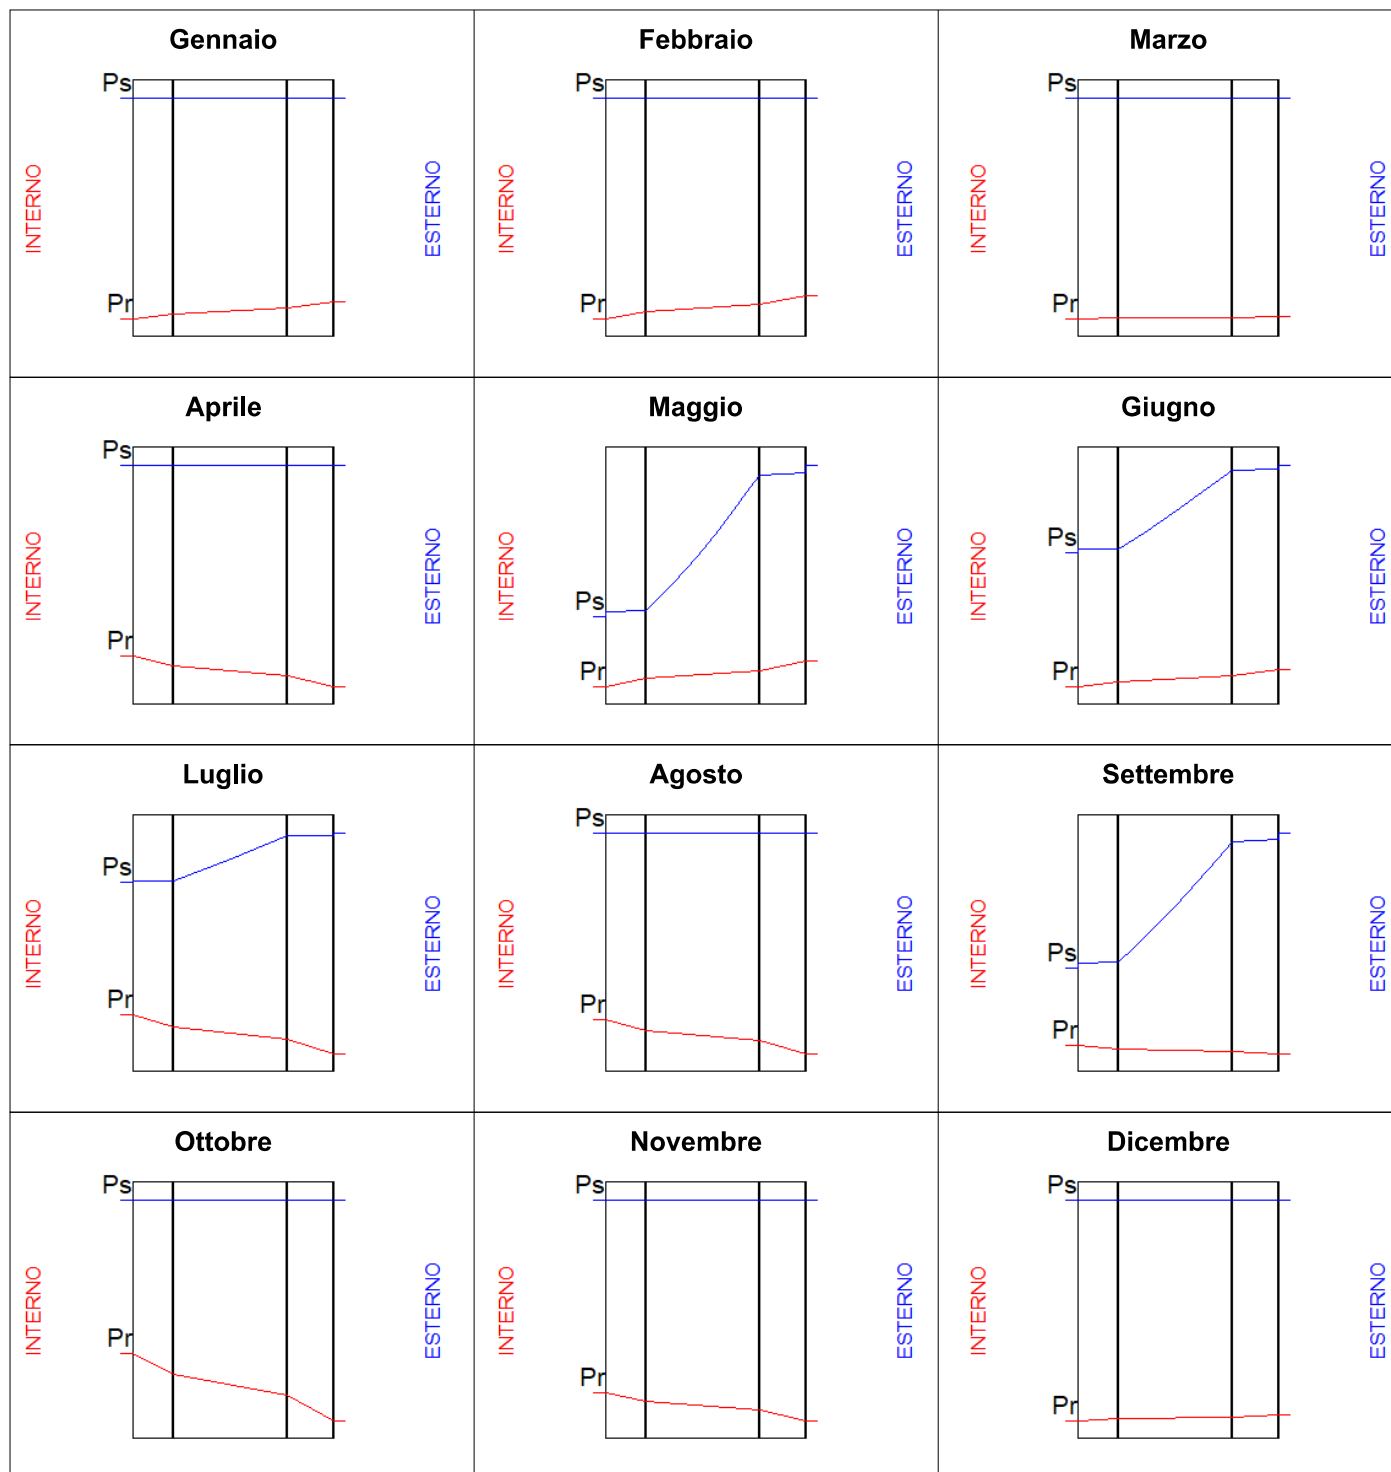 Gennaio
Febbraio
Marzo
Ps
Pr
INTERNO
ESTERNO
Ps
Pr
INTERNO
ESTERNO
Ps
Pr
INTERNO
ESTERNO
Aprile
Maggio
Giugno
Ps
Pr
INTERNO
ESTERNO
Ps
Pr
INTERNO
ESTERNO
Ps
Pr
INTERNO
ESTERNO
Luglio
Agosto
Settembre
Ps
Pr
INTERNO
ESTERNO
Ps
Pr
INTERNO
ESTERNO
Ps
Pr
INTERNO
ESTERNO
Ottobre
Novembre
Dicembre
Ps
Pr
INTERNO
ESTERNO
Ps
Pr
INTERNO
ESTERNO
Ps
Pr
INTERNO
ESTERNO